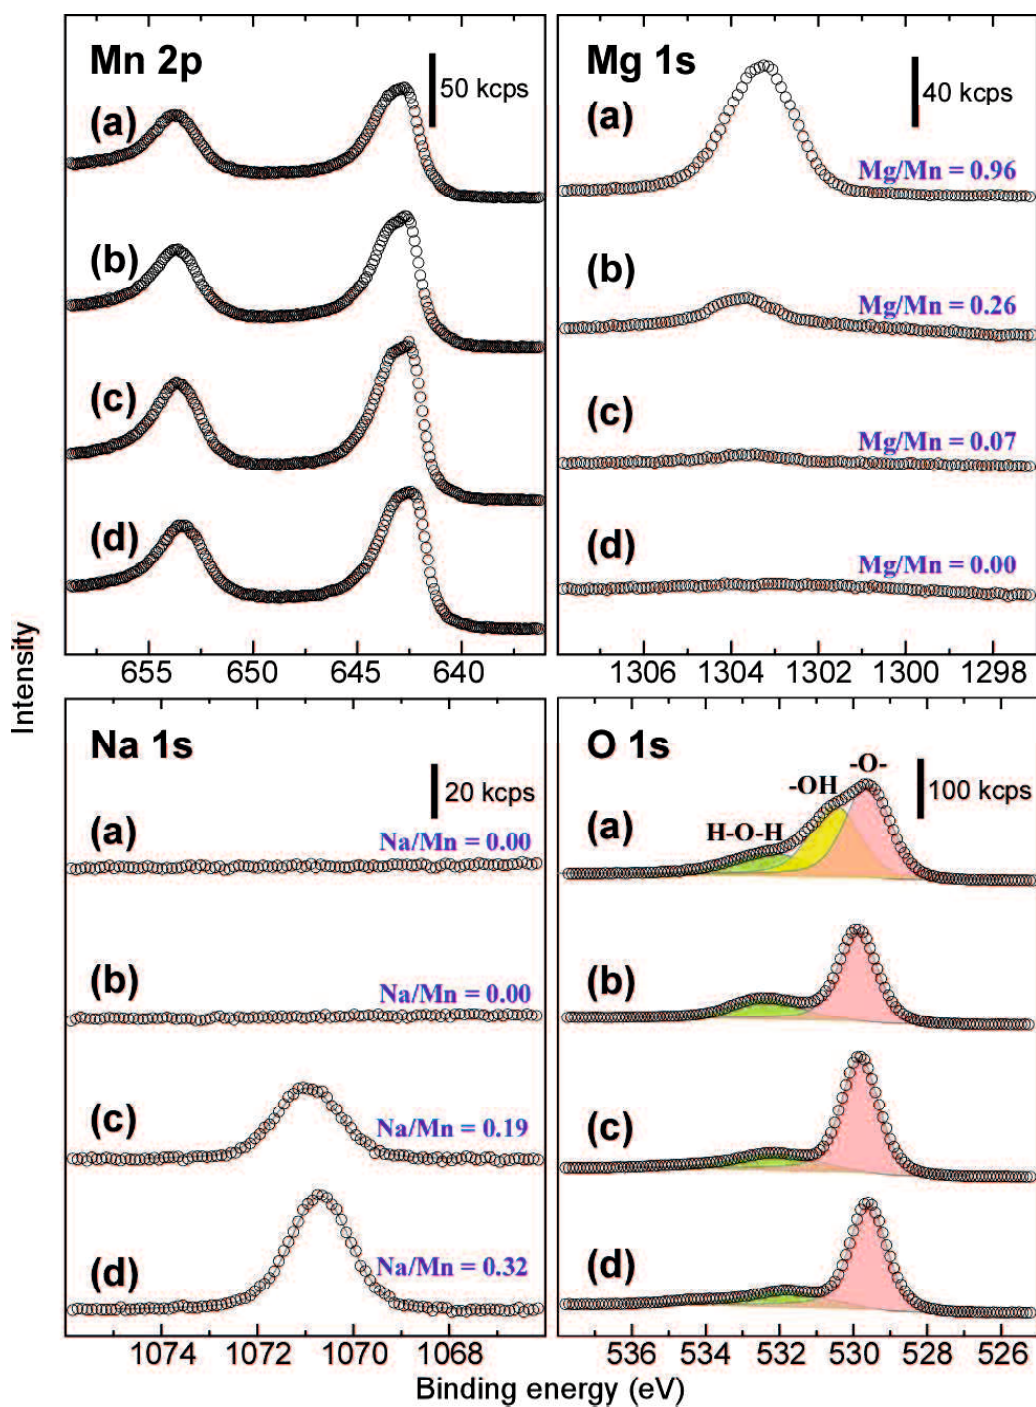 Mn 2p
50 kcps
(a)
(b)
(c)
(d)
655 650 645 640
Mg 1s
40 kcps
(a)
Mg/Mn = 0.96
(b)
Mg/Mn = 0.26
(c)
Mg/Mn = 0.07
(d)
Mg/Mn = 0.00
1306 1304 1302 1300 1298
Intensity
Na 1s
20 kcps
(a)
Na/Mn = 0.00
(b)
Na/Mn = 0.00
(c)
Na/Mn = 0.19
(d)
Na/Mn = 0.32
1074 1072 1070 1068
O 1s
-O-
100 kcps
-OH
(a)
H-O-H
(b)
(c)
(d)
536 534 532 530 528 526
Binding energy (eV)